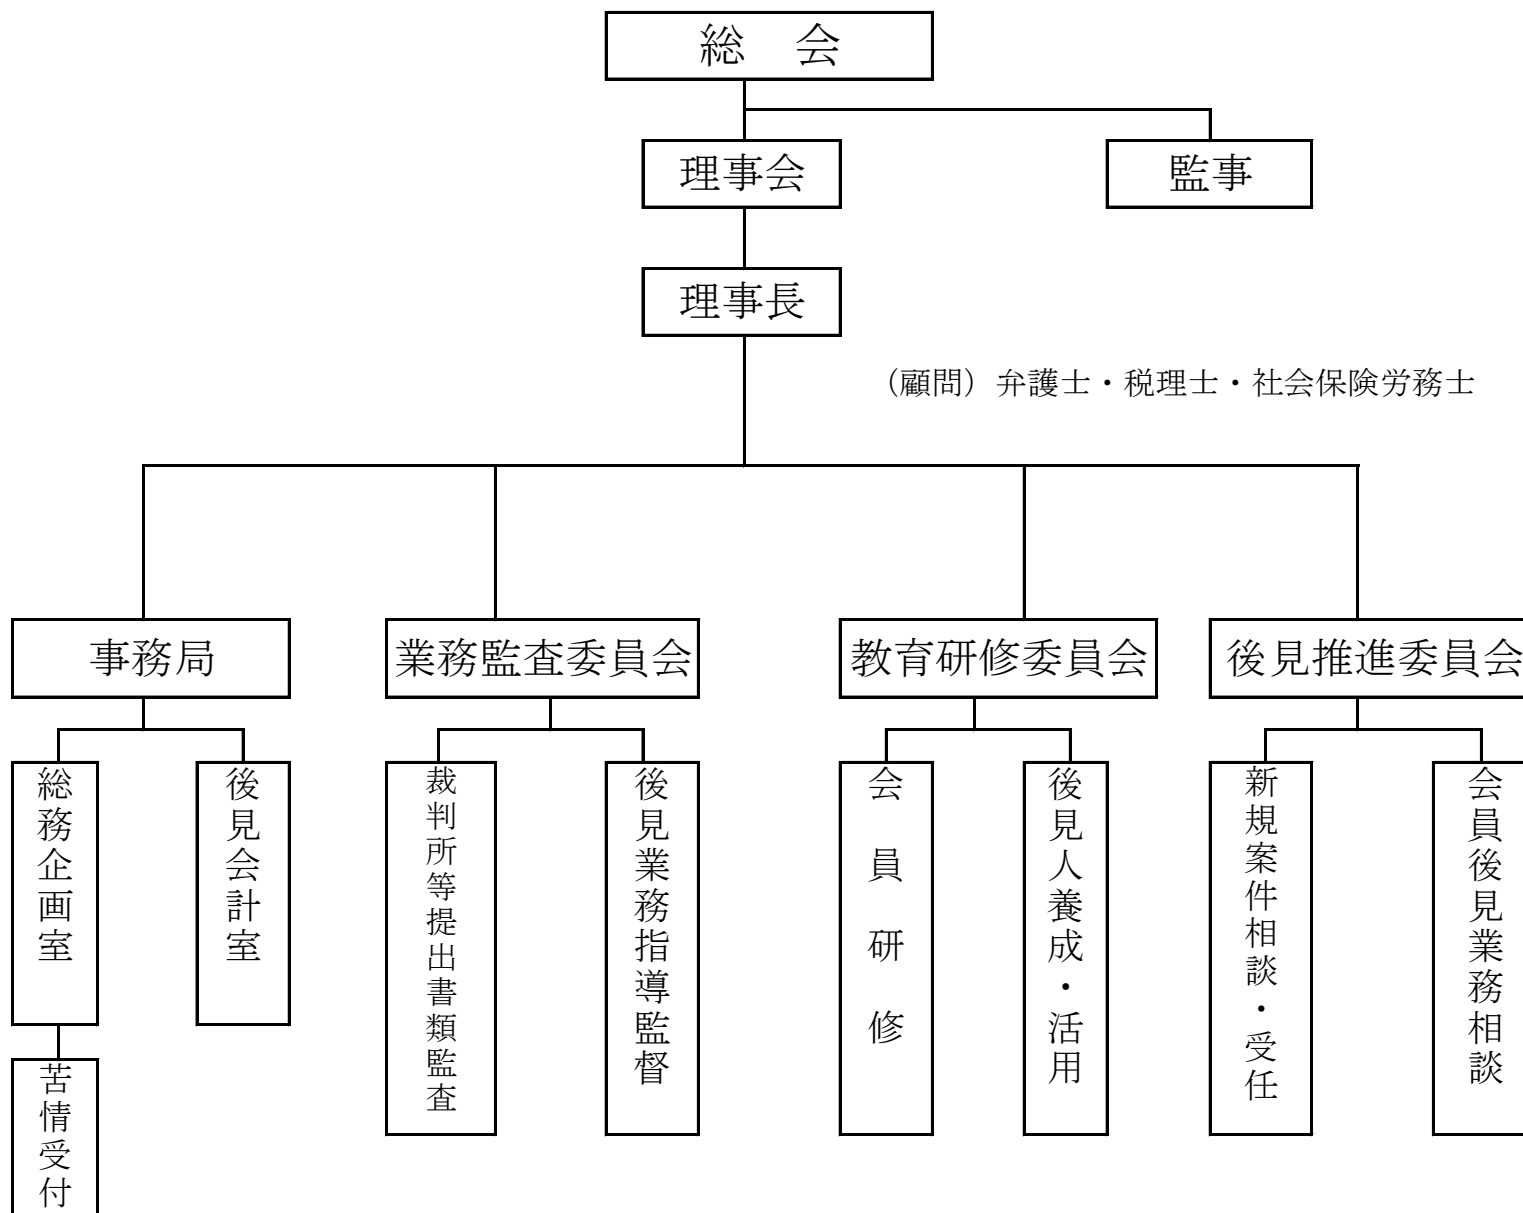 総　会
理事会
監事
理事長
（顧問）弁護士・税理士・社会保険労務士
事務局
業務監査委員会
教育研修委員会
後見推進委員会
総務企画室
後見会計室
裁判所等提出書類監査
後見業務指導監督
会員研修
後見人養成・活用
新規案件相談・受任
会員後見業務相談
苦情受付